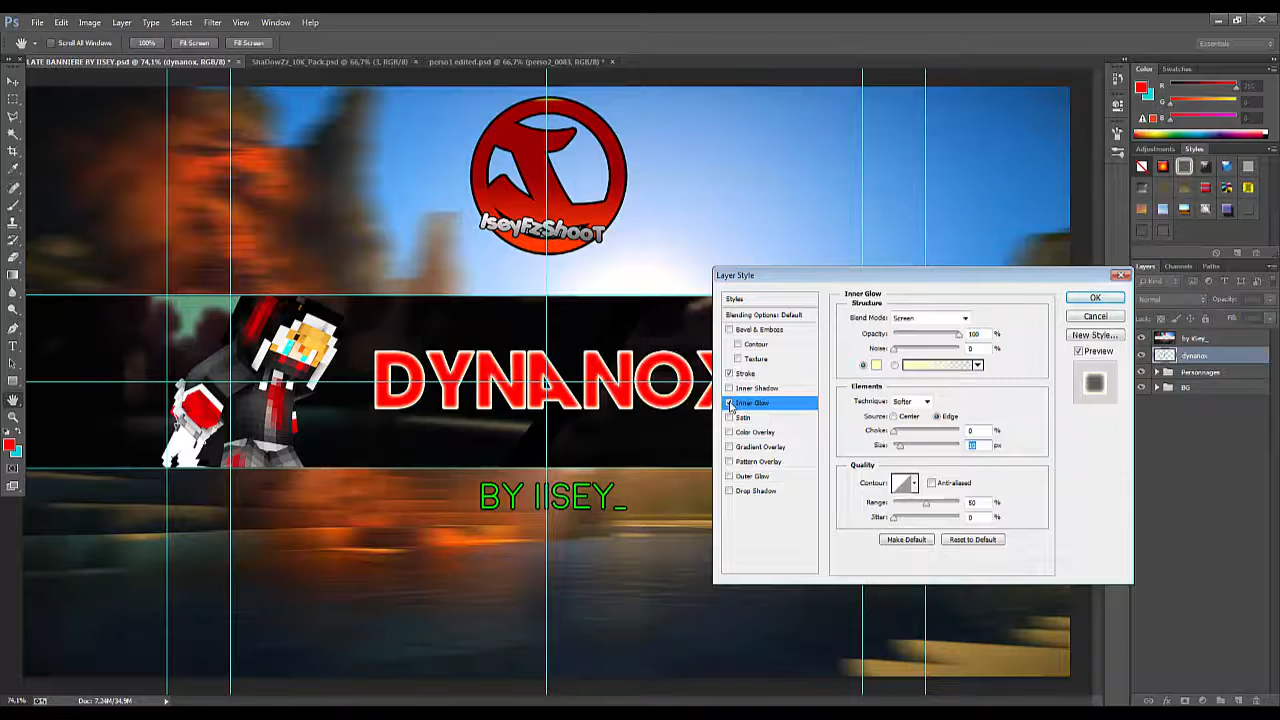 Ps File Edit Image Layer Type Select Filter View Window Help
Scroll All Windows 100% Fit Screen Fill Screen Essentials
LATE BANNIERE BY IISEY.psd @ 74,1% (dynanox, RGB/8) * × ShaDowZz_10K_Pack.psd @ 66,7% (3, RGB/8) * × perso1 edited.psd @ 66,7% (perso2_0083, RGB/8) * ×
Color Swatches
R
G
B
Adjustments Styles
IseyFzShooT
DYNANOX
BY IISEY_
Layer Style
Styles
Blending Options: Default
Bevel & Emboss
Contour
Texture
Stroke
Inner Shadow
Inner Glow
Satin
Color Overlay
Gradient Overlay
Pattern Overlay
Outer Glow
Drop Shadow
Inner Glow
Structure
Blend Mode: Screen
Opacity: 100 %
Noise: 0 %
Elements
Technique: Softer
Source: Center Edge
Choke: 0 %
Size: px
Quality
Contour: Anti-aliased
Range: 50 %
Jitter: 0 %
Make Default Reset to Default
OK
Cancel
New Style...
Preview
Layers Channels Paths
Kind
Normal Opacity:
Lock: Fill:
by IISey_
dynanox
Personnages
BG
74.1% Doc: 7,34M/34,9M